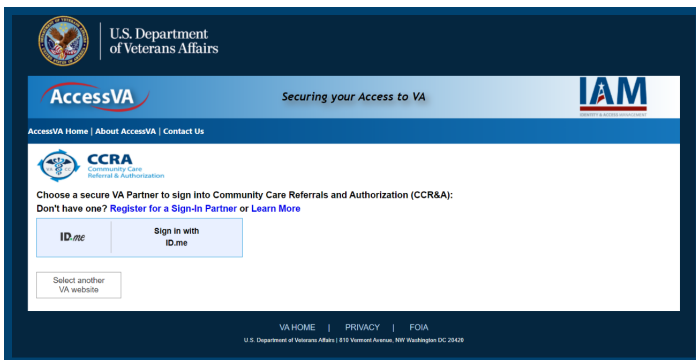 U.S. Department
of Veterans Affairs
AccessVA
Securing your Access to VA
IAM
IDENTITY & ACCESS MANAGEMENT
AccessVA Home | About AccessVA | Contact Us
CCRA
Community Care
Referral & Authorization
Choose a secure VA Partner to sign into Community Care Referrals and Authorization (CCR&A):
Don't have one? Register for a Sign-In Partner or Learn More
ID.me
Sign in with
ID.me
Select another
VA website
VA HOME | PRIVACY | FOIA
U.S. Department of Veterans Affairs | 810 Vermont Avenue, NW Washington DC 20420